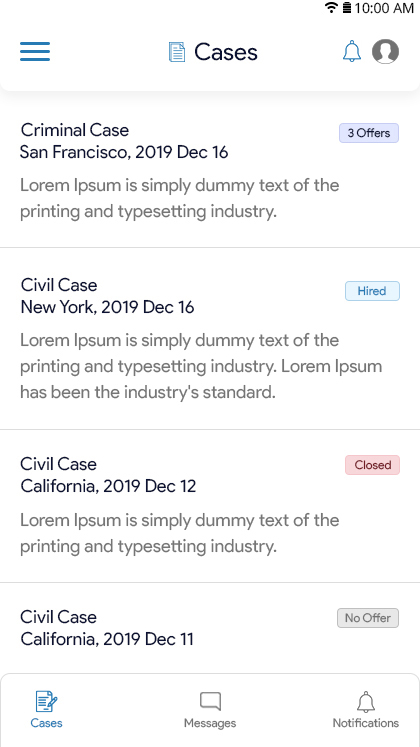 10:00 AM
Cases
Criminal Case
3 Offers
San Francisco, 2019 Dec 16
Lorem Ipsum is simply dummy text of the
printing and typesetting industry.
Civil Case
Hired
New York, 2019 Dec 16
Lorem Ipsum is simply dummy text of the
printing and typesetting industry. Lorem Ipsum
has been the industry's standard.
Civil Case
Closed
California, 2019 Dec 12
Lorem Ipsum is simply dummy text of the
printing and typesetting industry.
Civil Case
No Offer
California, 2019 Dec 11
Cases
Messages
Notifications